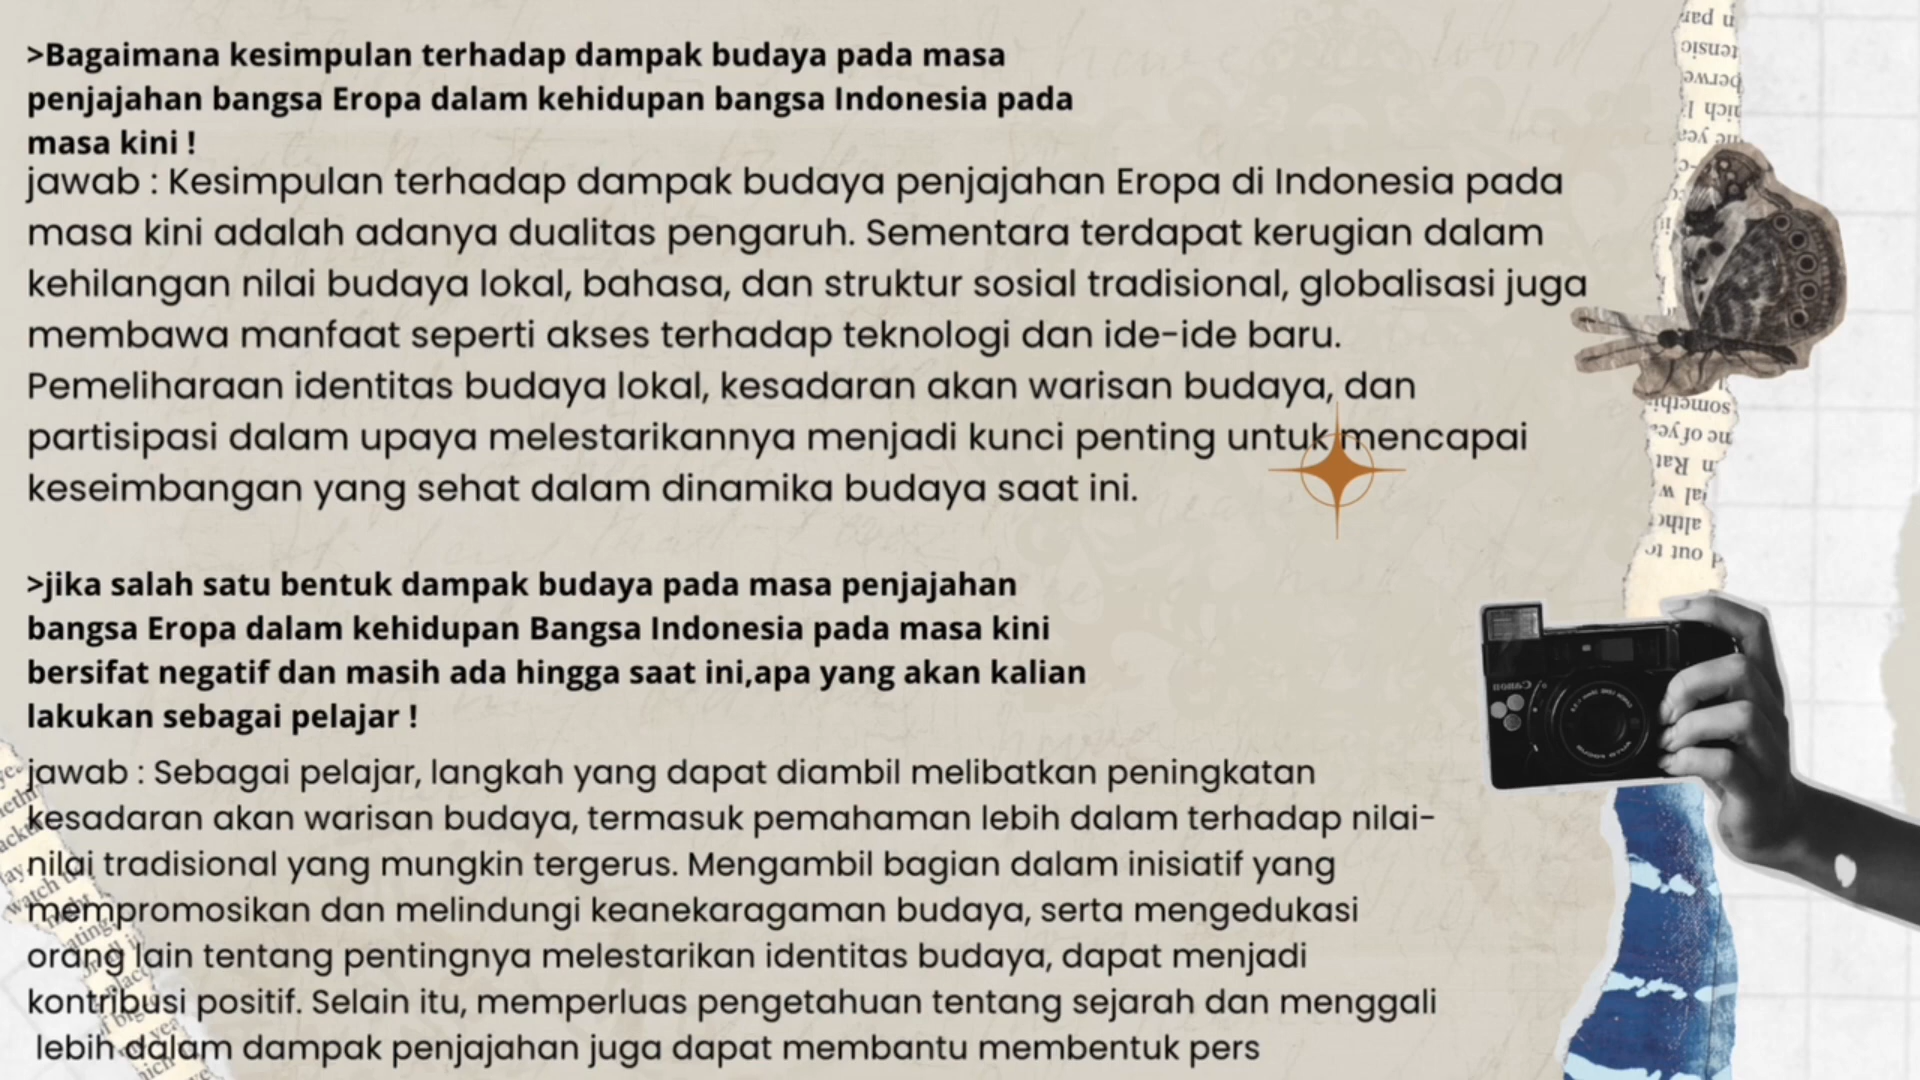 >Bagaimana kesimpulan terhadap dampak budaya pada masa
penjajahan bangsa Eropa dalam kehidupan bangsa Indonesia pada
masa kini !
jawab : Kesimpulan terhadap dampak budaya penjajahan Eropa di Indonesia pada
masa kini adalah adanya dualitas pengaruh. Sementara terdapat kerugian dalam
kehilangan nilai budaya lokal, bahasa, dan struktur sosial tradisional, globalisasi juga
membawa manfaat seperti akses terhadap teknologi dan ide-ide baru.
Pemeliharaan identitas budaya lokal, kesadaran akan warisan budaya, dan
partisipasi dalam upaya melestarikannya menjadi kunci penting untuk mencapai
keseimbangan yang sehat dalam dinamika budaya saat ini.
>jika salah satu bentuk dampak budaya pada masa penjajahan
bangsa Eropa dalam kehidupan Bangsa Indonesia pada masa kini
bersifat negatif dan masih ada hingga saat ini,apa yang akan kalian
lakukan sebagai pelajar !
jawab : Sebagai pelajar, langkah yang dapat diambil melibatkan peningkatan
kesadaran akan warisan budaya, termasuk pemahaman lebih dalam terhadap nilai-
nilai tradisional yang mungkin tergerus. Mengambil bagian dalam inisiatif yang
mempromosikan dan melindungi keanekaragaman budaya, serta mengedukasi
orang lain tentang pentingnya melestarikan identitas budaya, dapat menjadi
kontribusi positif. Selain itu, memperluas pengetahuan tentang sejarah dan menggali
lebih dalam dampak penjajahan juga dapat membantu membentuk pers
Canon